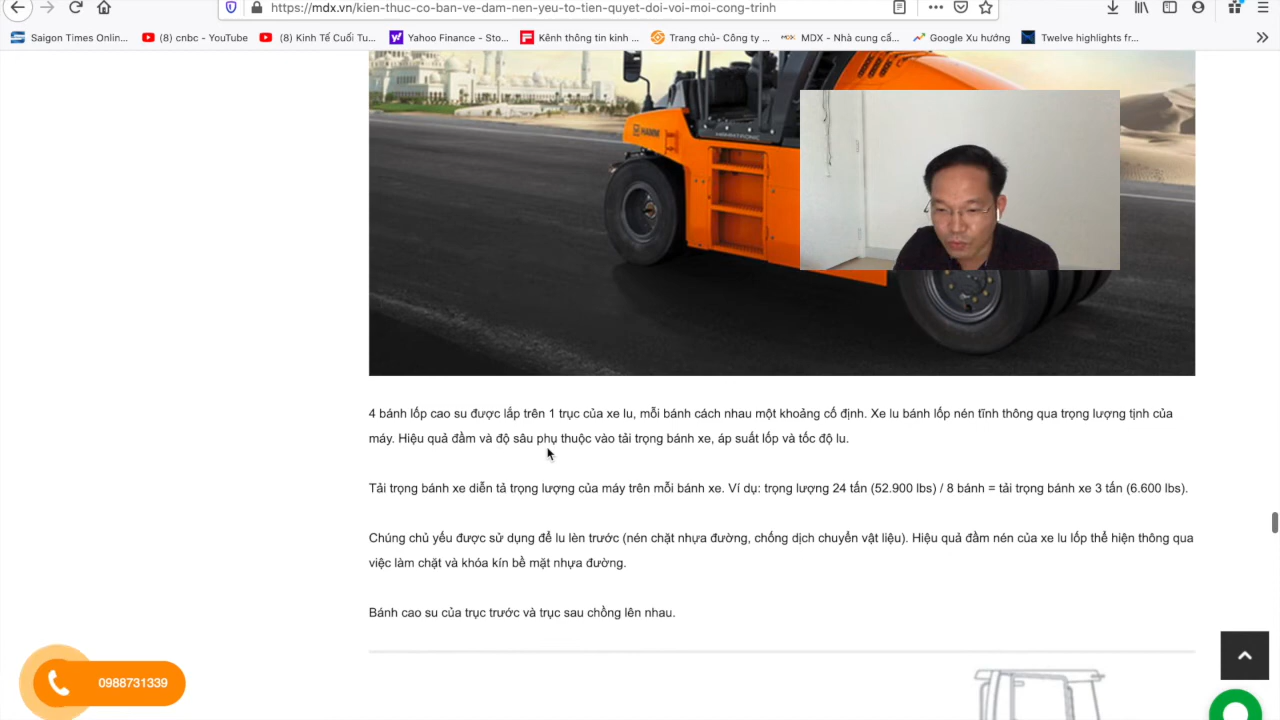 https://mdx.vn/kien-thuc-co-ban-ve-dam-nen-yeu-to-tien-quyet-doi-voi-moi-cong-trinh
Saigon Times Onlin...
(8) cnbc - YouTube
(8) Kinh Tế Cuối Tu...
Yahoo Finance - Sto...
Kênh thông tin kinh ...
Trang chủ- Công ty ...
MDX - Nhà cung cấ...
Google Xu hướng
Twelve highlights fr...
HAMM
4 bánh lốp cao su được lắp trên 1 trục của xe lu, mỗi bánh cách nhau một khoảng cố định. Xe lu bánh lốp nén tĩnh thông qua trọng lượng tịnh của
máy. Hiệu quả đầm và độ sâu phụ thuộc vào tải trọng bánh xe, áp suất lốp và tốc độ lu.
Tải trọng bánh xe diễn tả trọng lượng của máy trên mỗi bánh xe. Ví dụ: trọng lượng 24 tấn (52.900 lbs) / 8 bánh = tải trọng bánh xe 3 tấn (6.600 lbs).
Chúng chủ yếu được sử dụng để lu lèn trước (nén chặt nhựa đường, chống dịch chuyển vật liệu). Hiệu quả đầm nén của xe lu lốp thể hiện thông qua
việc làm chặt và khóa kín bề mặt nhựa đường.
Bánh cao su của trục trước và trục sau chồng lên nhau.
0988731339